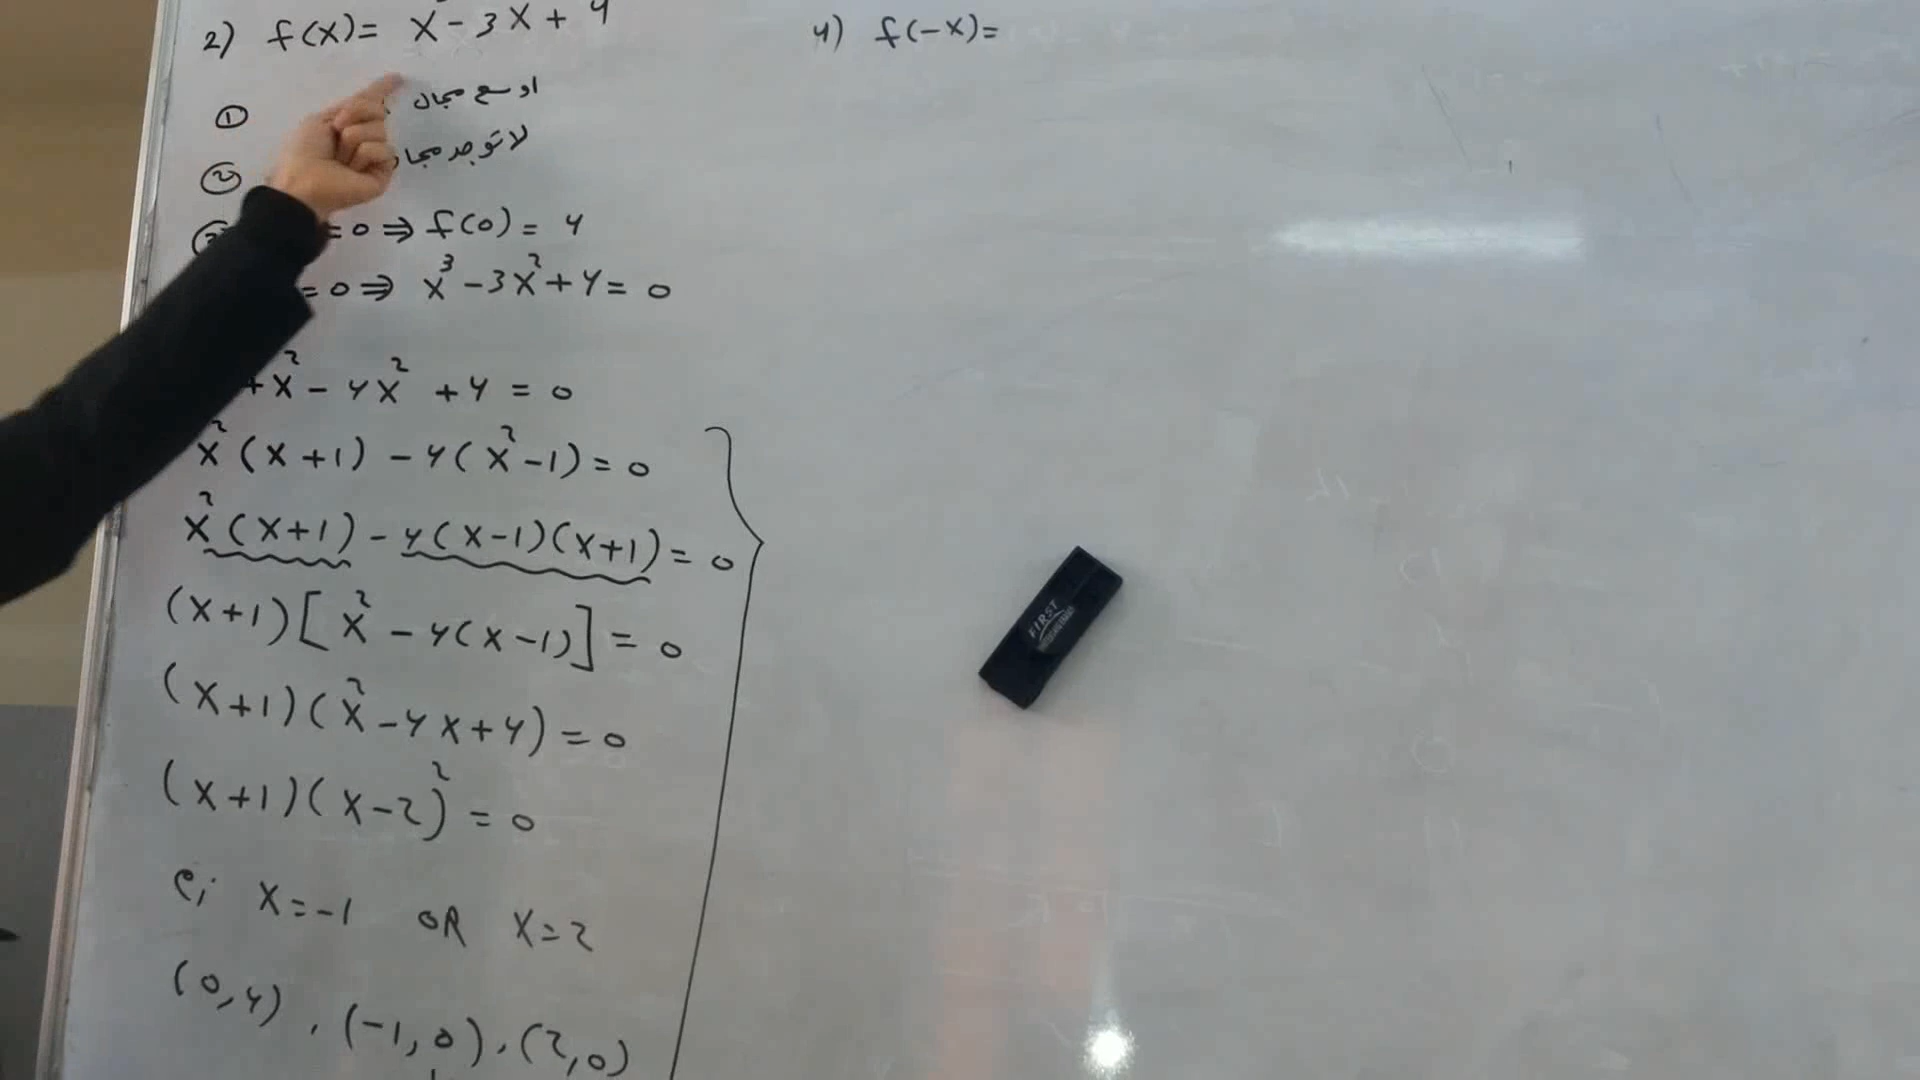 2) f(x)= x - 3x + 4
① اوسع مجال
② لا توجد
=0 ⇒ f(0) = 4
=0 ⇒ x³ - 3x² + 4 = 0
+x² - 4x² + 4 = 0
x²(x+1) - 4(x²-1) = 0
x²(x+1) - 4(x-1)(x+1) = 0
(x+1)[x² - 4(x-1)] = 0
(x+1)(x²-4x+4) = 0
(x+1)(x-2)² = 0
x=-1 OR x=2
(0,4), (-1,0), (2,0)
4) f(-x)=
FIRST